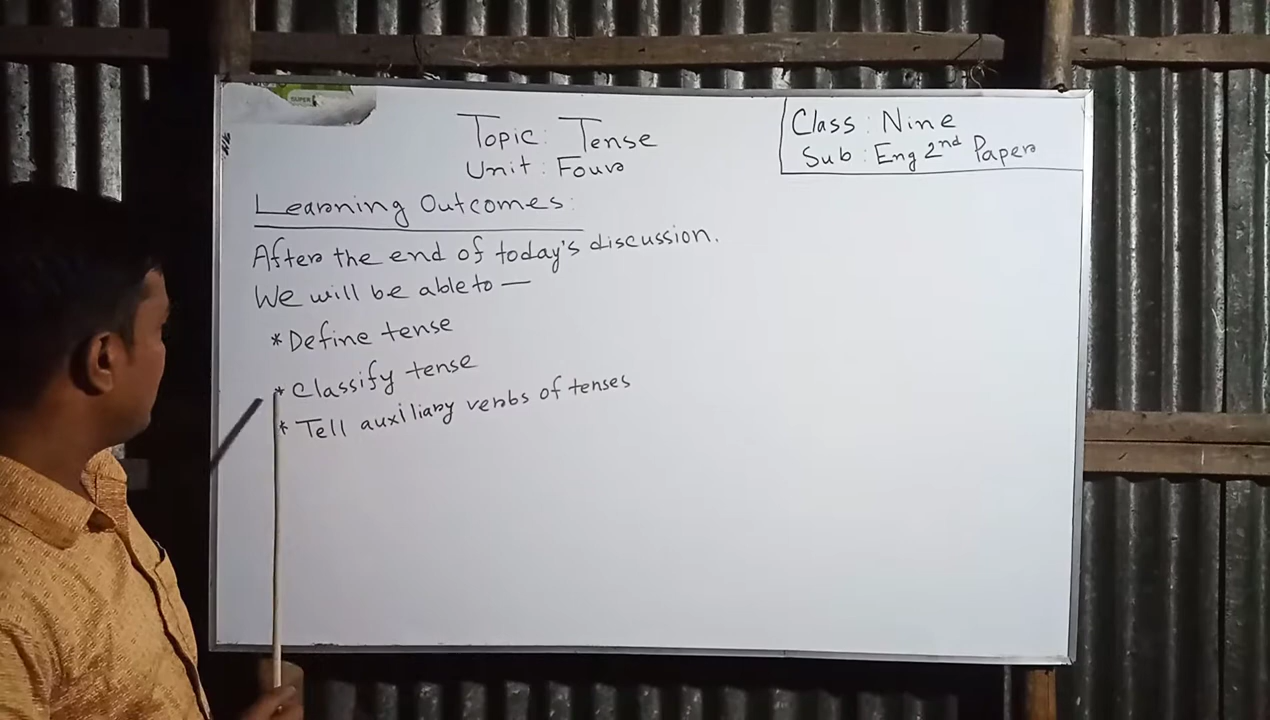 SUPER
Topic: Tense
Unit: Four
Class: Nine
Sub: Eng 2nd Paper
Learning Outcomes:
After the end of today's discussion.
We will be able to —
* Define tense
* Classify tense
* Tell auxiliary verbs of tenses